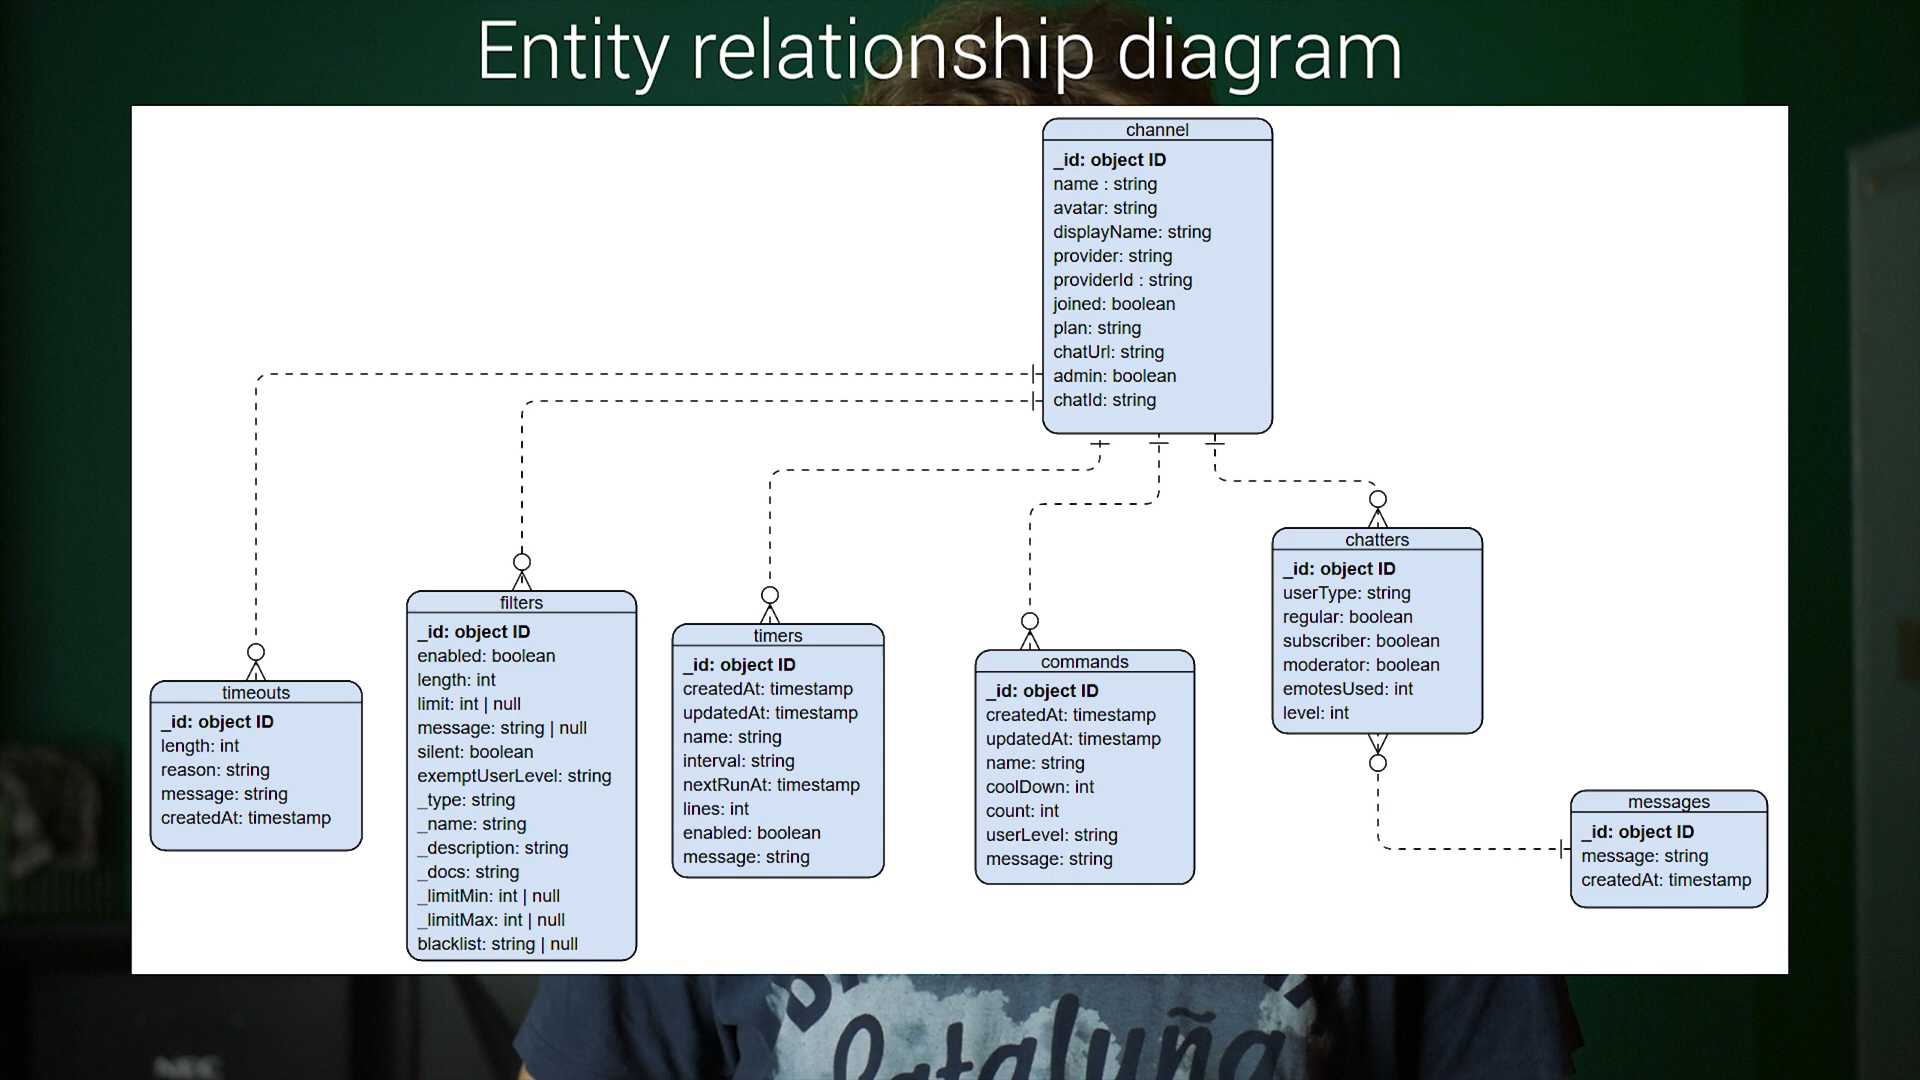 Entity relationship diagram
channel
_id: object ID
name : string
avatar: string
displayName: string
provider: string
providerId : string
joined: boolean
plan: string
chatUrl: string
admin: boolean
chatId: string
timeouts
_id: object ID
length: int
reason: string
message: string
createdAt: timestamp
filters
_id: object ID
enabled: boolean
length: int
limit: int | null
message: string | null
silent: boolean
exemptUserLevel: string
_type: string
_name: string
_description: string
_docs: string
_limitMin: int | null
_limitMax: int | null
blacklist: string | null
timers
_id: object ID
createdAt: timestamp
updatedAt: timestamp
name: string
interval: string
nextRunAt: timestamp
lines: int
enabled: boolean
message: string
commands
_id: object ID
createdAt: timestamp
updatedAt: timestamp
name: string
coolDown: int
count: int
userLevel: string
message: string
chatters
_id: object ID
userType: string
regular: boolean
subscriber: boolean
moderator: boolean
emotesUsed: int
level: int
messages
_id: object ID
message: string
createdAt: timestamp
Cataluña
NEC